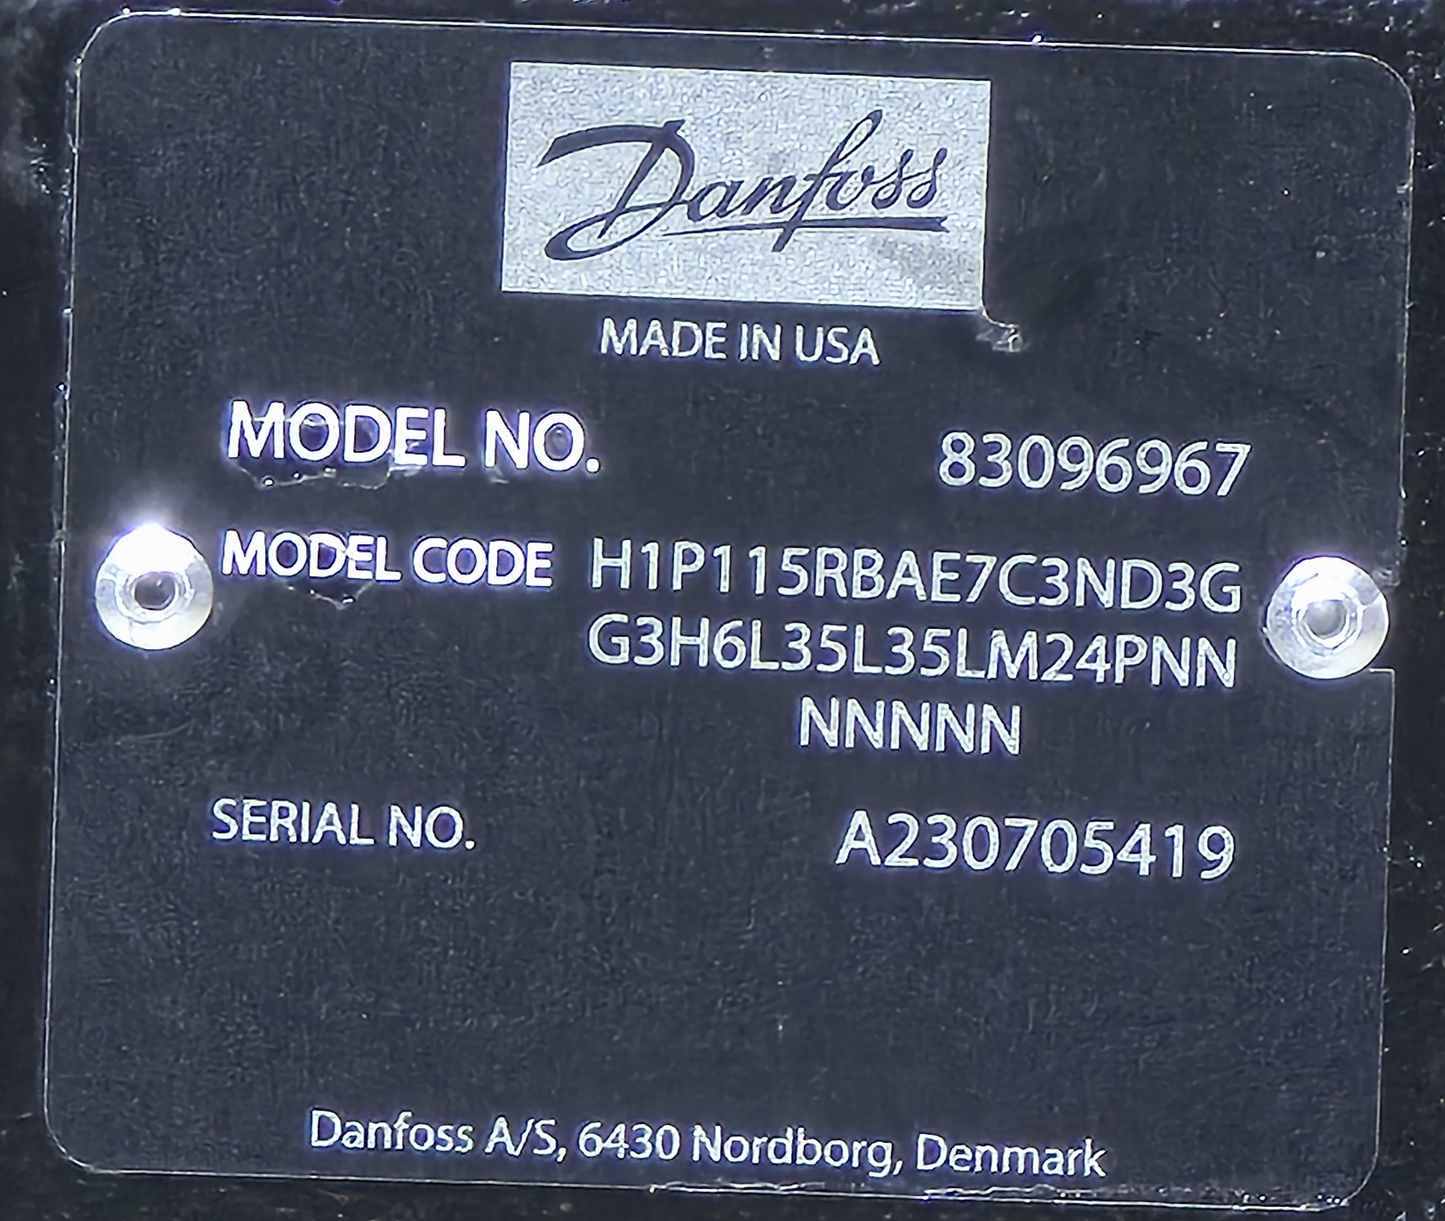 Danfoss
MADE IN USA
MODEL NO. 83096967
MODEL CODE H1P115RBAE7C3ND3G
G3H6L35L35LM24PNN
NNNNN
SERIAL NO. A230705419
Danfoss A/S, 6430 Nordborg, Denmark